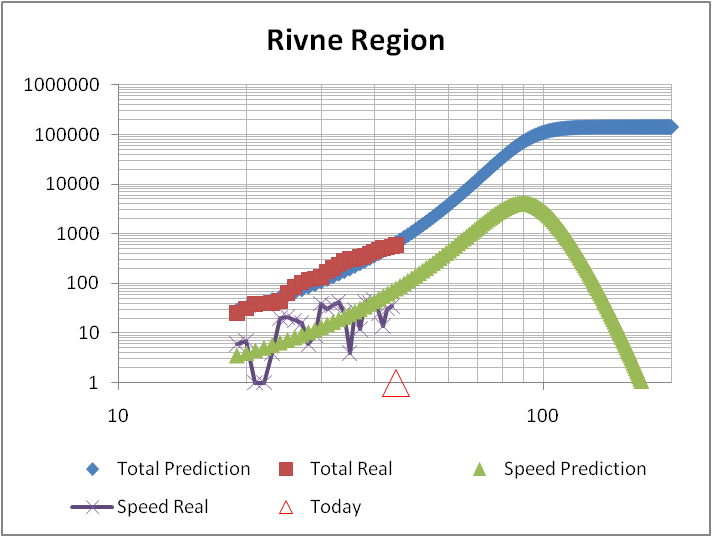 Rivne Region
1000000
100000
10000
1000
100
10
1
10 100
Total Prediction Total Real Speed Prediction
Speed Real Today